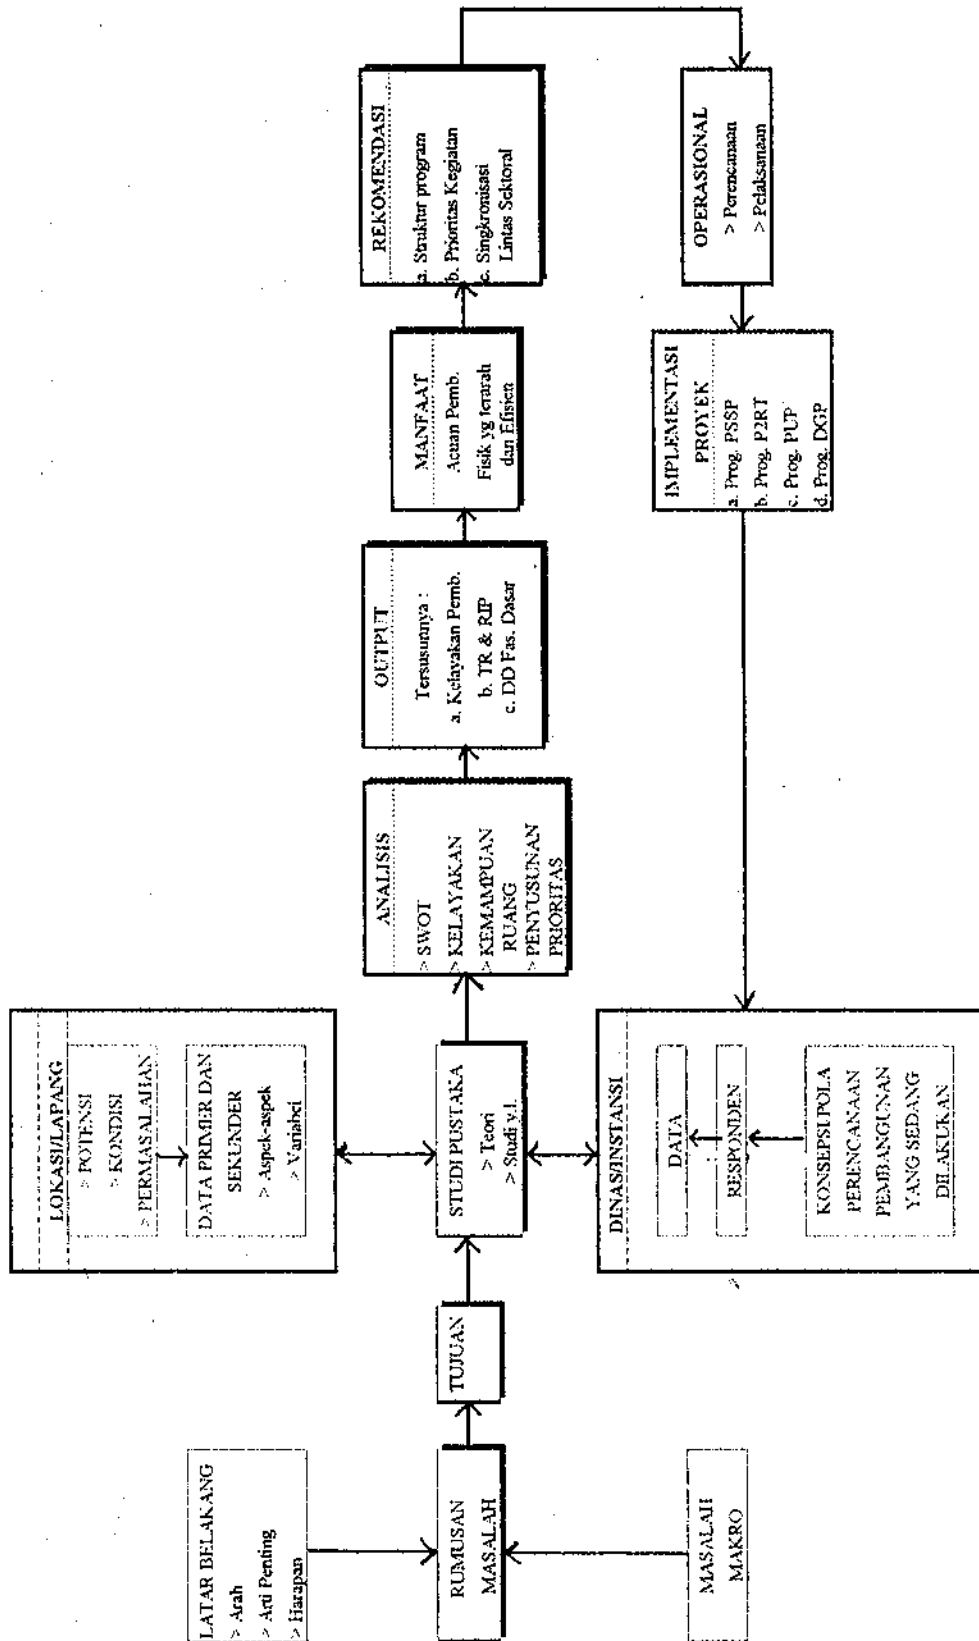 LATAR BELAKANG
> Arah
> Arti Penting
> Harapan
RUMUSAN
MASALAH
MASALAH
MAKRO
TUJUAN
LOKASI/LAPANG
> POTENSI
> KONDISI
> PERMASALAHAN
DATA PRIMER DAN
SEKUNDER
> Aspek-aspek
> Variabel
STUDI PUSTAKA
> Teori
> Studi y.l.
DINAS/INSTANSI
DATA
RESPONDEN
KONSEPSI POLA
PERENCANAAN
PEMBANGUNAN
YANG SEDANG
DILAKUKAN
ANALISIS
> SWOT
> KELAYAKAN
> KEMAMPUAN
RUANG
> PENYUSUNAN
PRIORITAS
OUTPUT
Tersusunnya :
a. Kelayakan Pemb.
b. TR & RIP
c. DD Fas. Dasar
MANFAAT
Acuan Pemb.
Fisik yg terarah
dan Efisien
REKOMENDASI
a. Struktur program
b. Prioritas Kegiatan
c. Singkronisasi
Lintas Sektoral
OPERASIONAL
> Perencanaan
> Pelaksanaan
IMPLEMENTASI
PROYEK
a. Prog. PSSP
b. Prog. P2RT
c. Prog. PUP
d. Prog. DGP